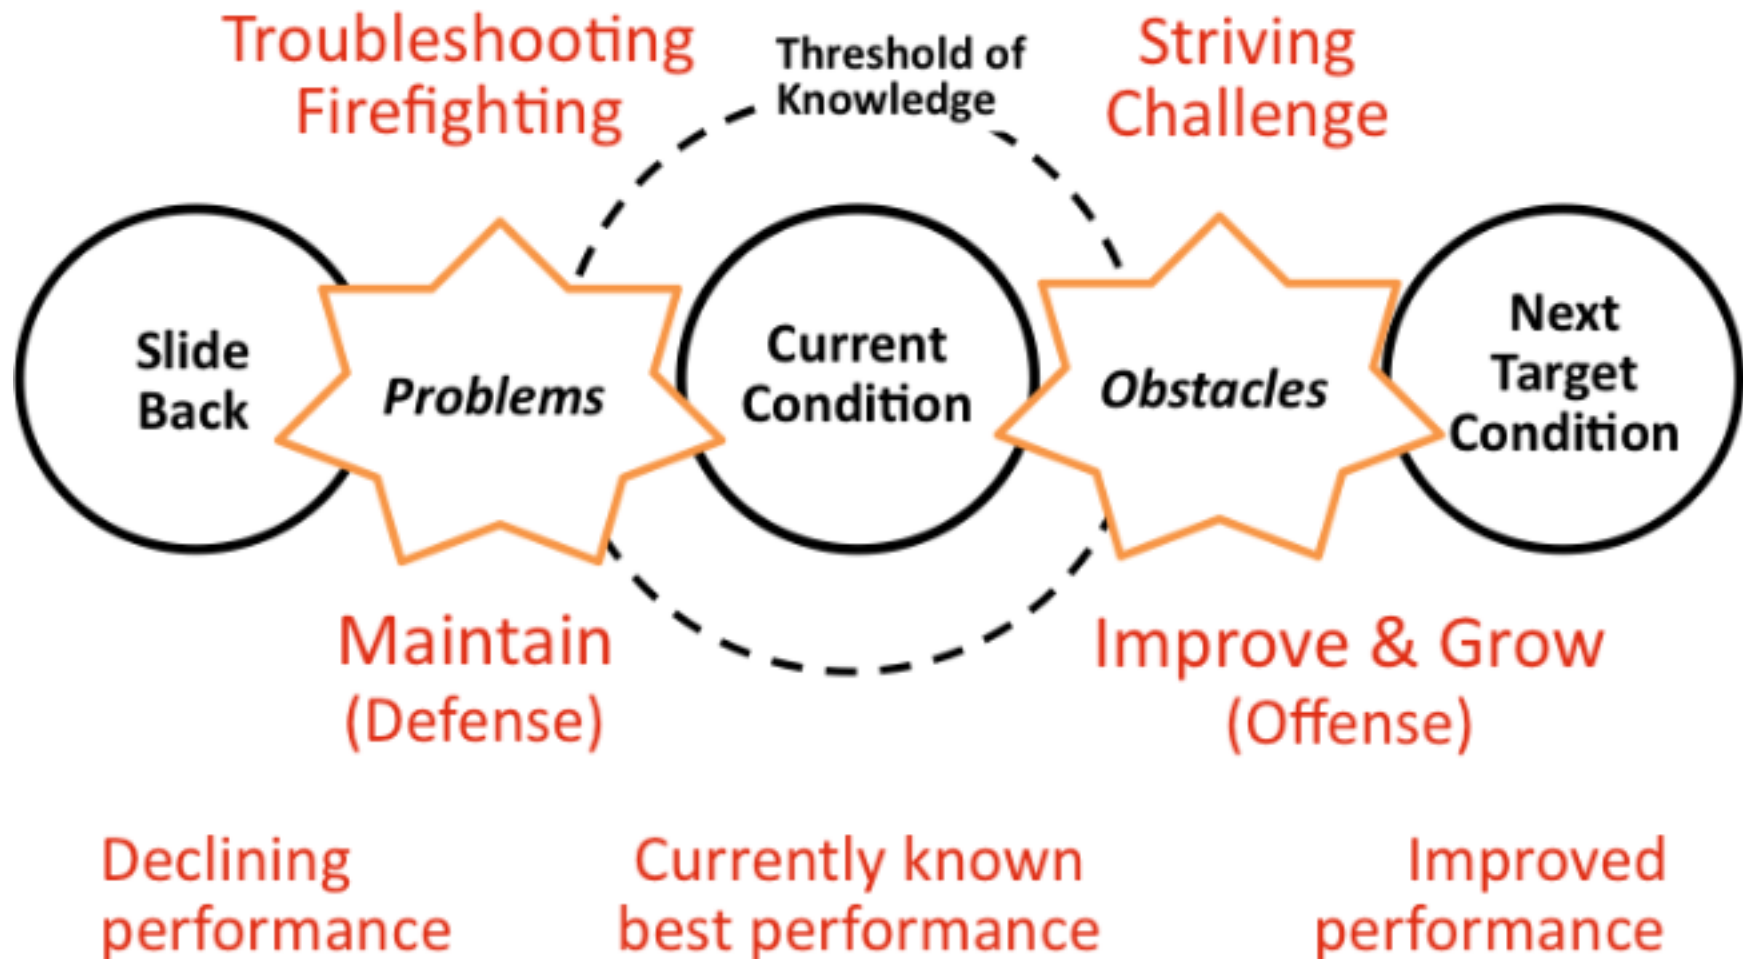 Troubleshooting
Firefighting
Threshold of
Knowledge
Striving
Challenge
Slide
Back
Problems
Current
Condition
Obstacles
Next
Target
Condition
Maintain
(Defense)
Improve & Grow
(Offense)
Declining
performance
Currently known
best performance
Improved
performance